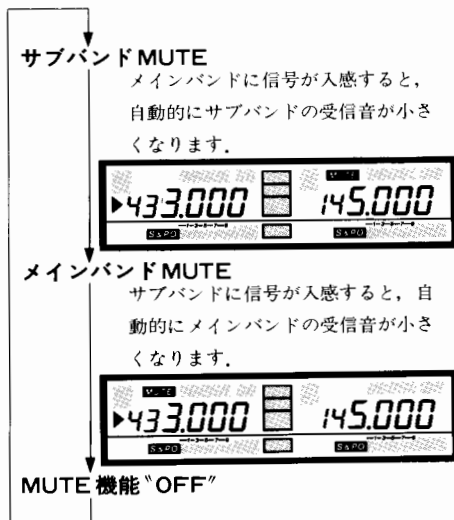 サブバンドMUTE
メインバンドに信号が入感すると，
自動的にサブバンドの受信音が小さ
くなります．
MUTE
▶433.000 145.000
S&PO S&PO
メインバンドMUTE
サブバンドに信号が入感すると，自
動的にメインバンドの受信音が小さ
くなります．
MUTE
▶433.000 145.000
S&PO S&PO
MUTE機能“OFF”